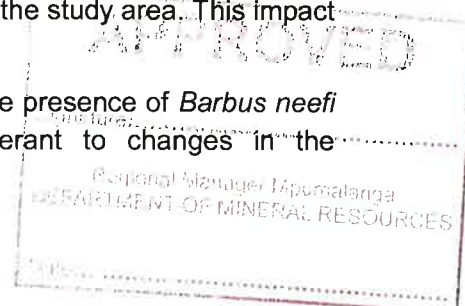 the study area. This impact
APPROVED
e presence of Barbus neefi
erant to changes in the
Regional Manager Mpumalanga
DEPARTMENT OF MINERAL RESOURCES